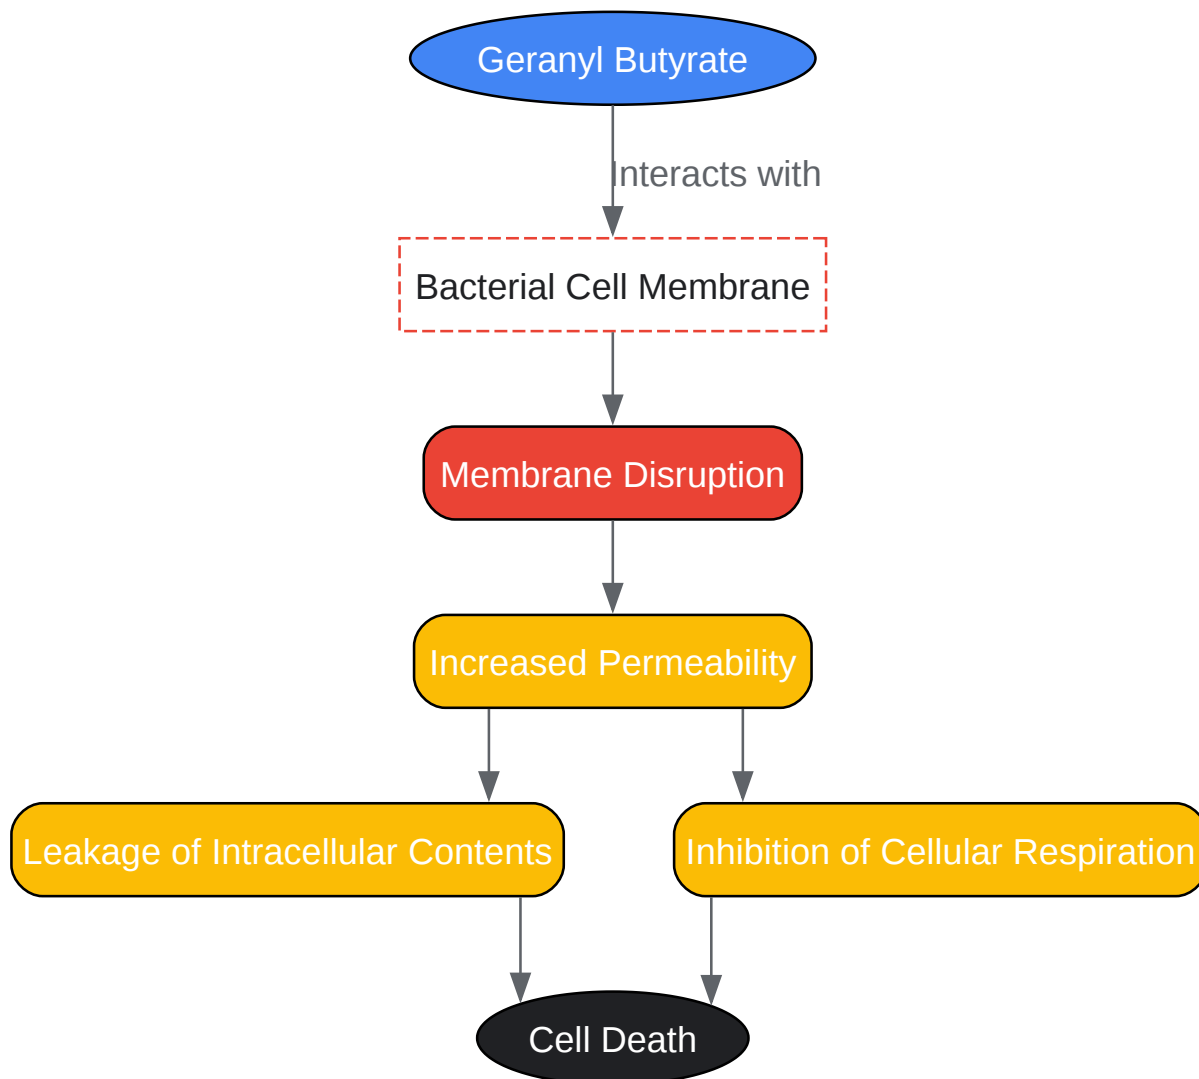 Geranyl Butyrate
Interacts with
Bacterial Cell Membrane
Membrane Disruption
Increased Permeability
Leakage of Intracellular Contents
Inhibition of Cellular Respiration
Cell Death